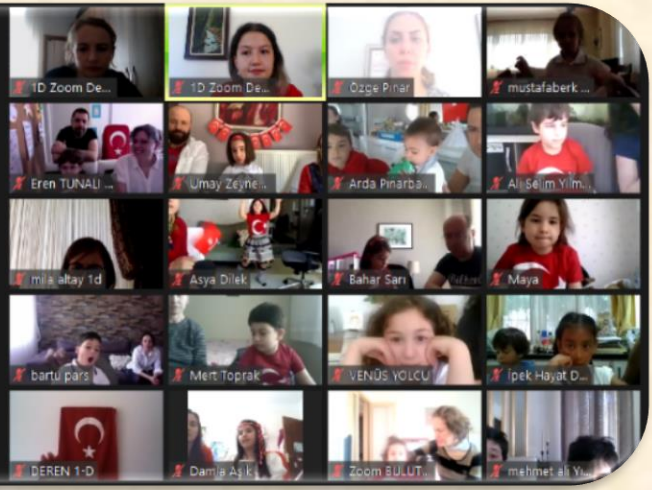 1D Zoom De...
1D Zoom De...
Özge Pınar
mustafaberk ...
Eren TUNALI ...
Umay Zeyne...
Arda Pınarba..
Ali Selim Yılm...
mila altay 1d
Asya Dilek
Bahar Sarı
Maya
bartu pars
Mert Toprak
VENÜS YOLCU
İpek Hayat D...
DEREN 1-D
Damla Aşık
Zoom BULUT..
mehmet ali Yı...